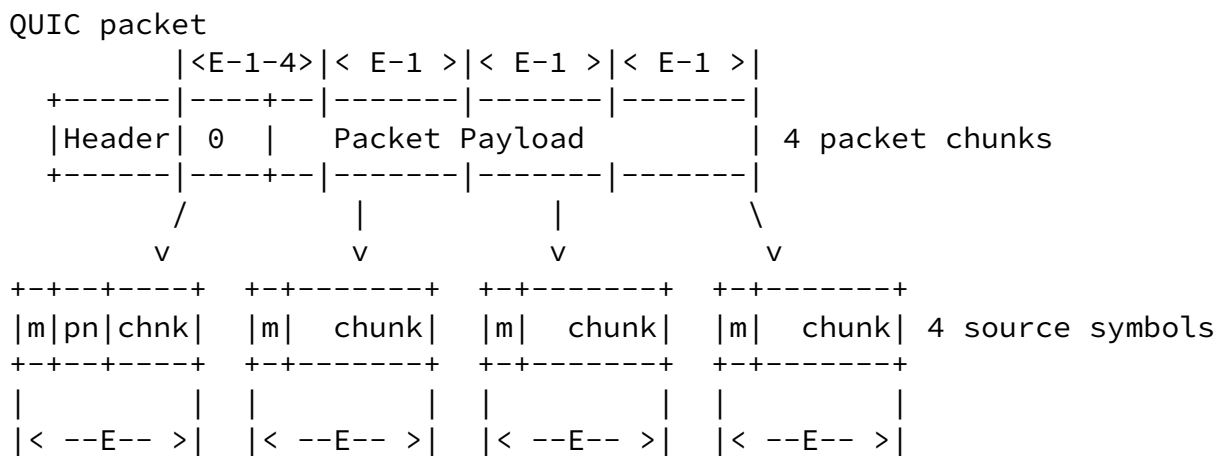 QUIC packet
          |<E-1-4>|< E-1 >|< E-1 >|< E-1 >|
   +------|----+--|-------|-------|-------|
   |Header| 0  |   Packet Payload         | 4 packet chunks
   +------|----+--|-------|-------|-------|
          /         |          |          \
         v          v          v           v
+-+--+----+  +-+-------+  +-+-------+  +-+-------+
|m|pn|chnk|  |m|  chunk|  |m|  chunk|  |m|  chunk| 4 source symbols
+-+--+----+  +-+-------+  +-+-------+  +-+-------+
|         |  |         |  |         |  |         |
|< --E-- >|  |< --E-- >|  |< --E-- >|  |< --E-- >|